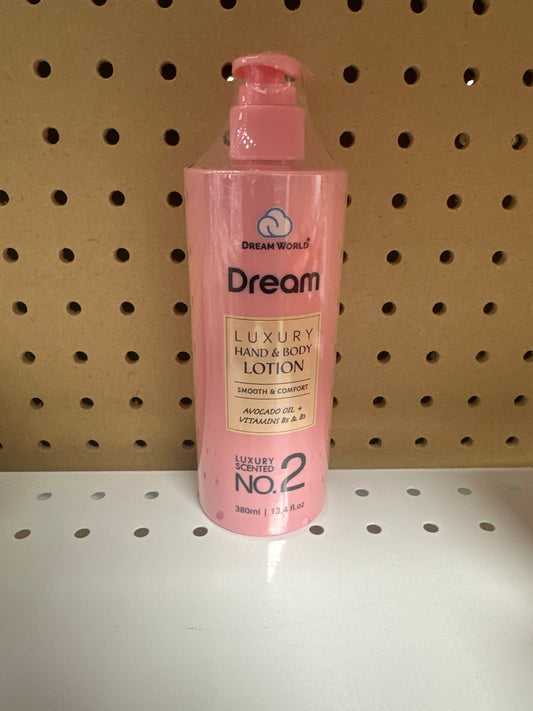 DREAM WORLD®
Dream
LUXURY
HAND & BODY
LOTION
SMOOTH & COMFORT
AVOCADO OIL +
VITAMINS B5 & B3
LUXURY
SCENTED
NO.2
380ml | 13.4 fl.oz